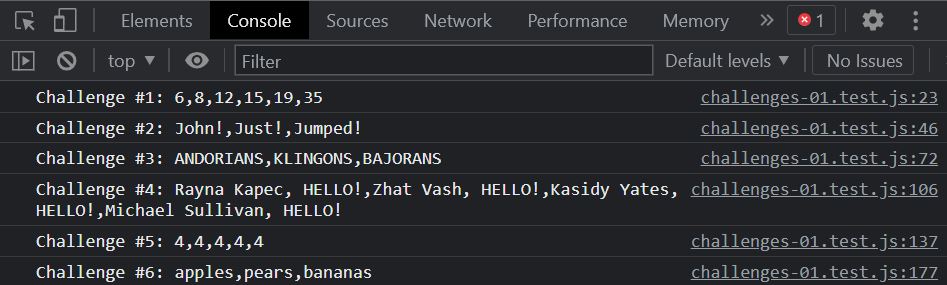 Elements Console Sources Network Performance Memory » 1
top ▼ Filter Default levels ▼ No Issues
Challenge #1: 6,8,12,15,19,35 challenges-01.test.js:23
Challenge #2: John!,Just!,Jumped! challenges-01.test.js:46
Challenge #3: ANDORIANS,KLINGONS,BAJORANS challenges-01.test.js:72
Challenge #4: Rayna Kapec, HELLO!,Zhat Vash, HELLO!,Kasidy Yates, challenges-01.test.js:106
HELLO!,Michael Sullivan, HELLO!
Challenge #5: 4,4,4,4,4 challenges-01.test.js:137
Challenge #6: apples,pears,bananas challenges-01.test.js:177